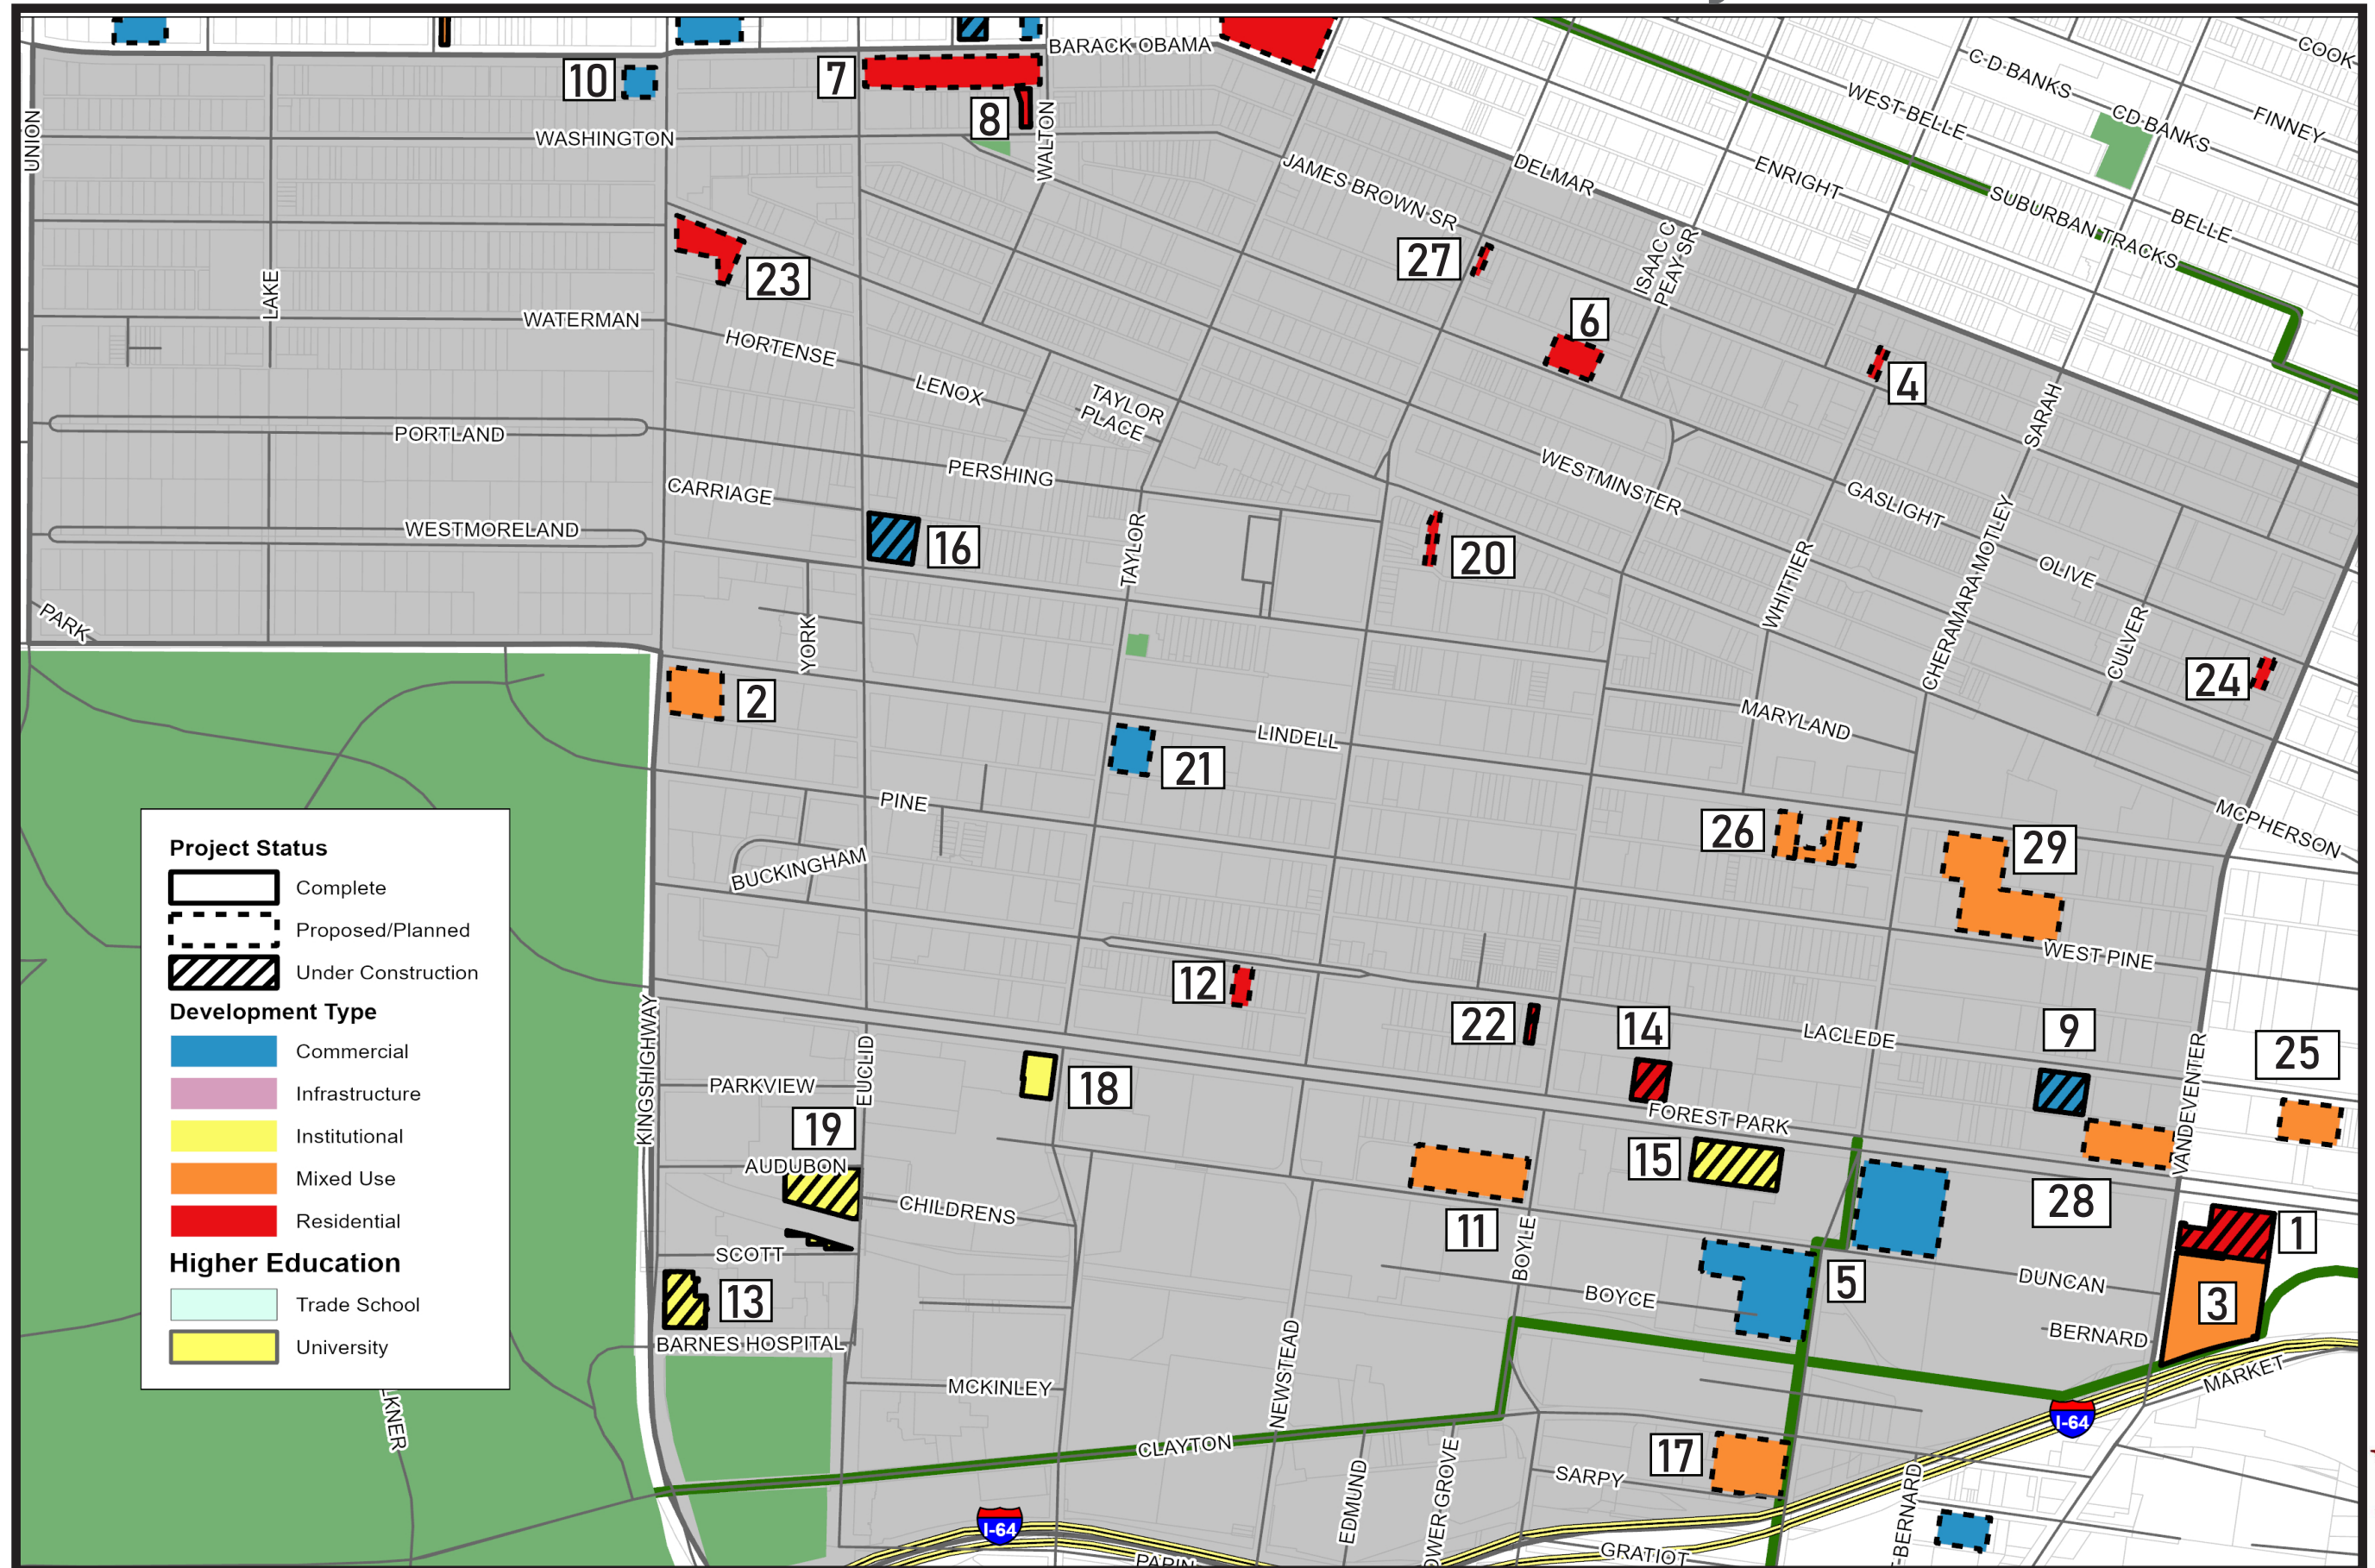 COOK
BARACK OBAMA
C D BANKS
10
7
WEST BELLE
CD BANKS
FINNEY
8
UNION
WASHINGTON
WALTON
JAMES BROWN SR
DELMAR
ENRIGHT
SUBURBAN TRACKS
BELLE
27
ISAAC C
PEAY SR
23
LAKE
WATERMAN
HORTENSE
6
LENOX
TAYLOR
PLACE
4
SARAH
PORTLAND
PERSHING
WESTMINSTER
CARRIAGE
GASLIGHT
WESTMORELAND
16
TAYLOR
20
WHITTIER
CHERAMARA MOTLEY
OLIVE
PARK
YORK
CULVER
24
2
MARYLAND
LINDELL
21
PINE
26
29
MCPHERSON
BUCKINGHAM
WEST PINE
12
22
14
LACLEDE
9
25
KINGSHIGHWAY
EUCLID
VANDEVENTER
PARKVIEW
18
FOREST PARK
19
15
AUDUBON
CHILDRENS
11
28
1
SCOTT
BOYLE
5
DUNCAN
13
BOYCE
3
BARNES HOSPITAL
BERNARD
NEWSTEAD
MCKINLEY
MARKET
I-64
CLAYTON
17
SARPY
EDMUND
OWER GROVE
-BERNARD
I-64
PAPIN
GRATIOT
Project Status
Complete
Proposed/Planned
Under Construction
Development Type
Commercial
Infrastructure
Institutional
Mixed Use
Residential
Higher Education
Trade School
University
KNER